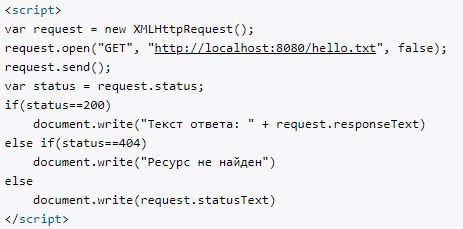 <script>
var request = new XMLHttpRequest();
request.open("GET", "http://localhost:8080/hello.txt", false);
request.send();
var status = request.status;
if(status==200)
    document.write("Текст ответа: " + request.responseText)
else if(status==404)
    document.write("Ресурс не найден")
else
    document.write(request.statusText)
</script>